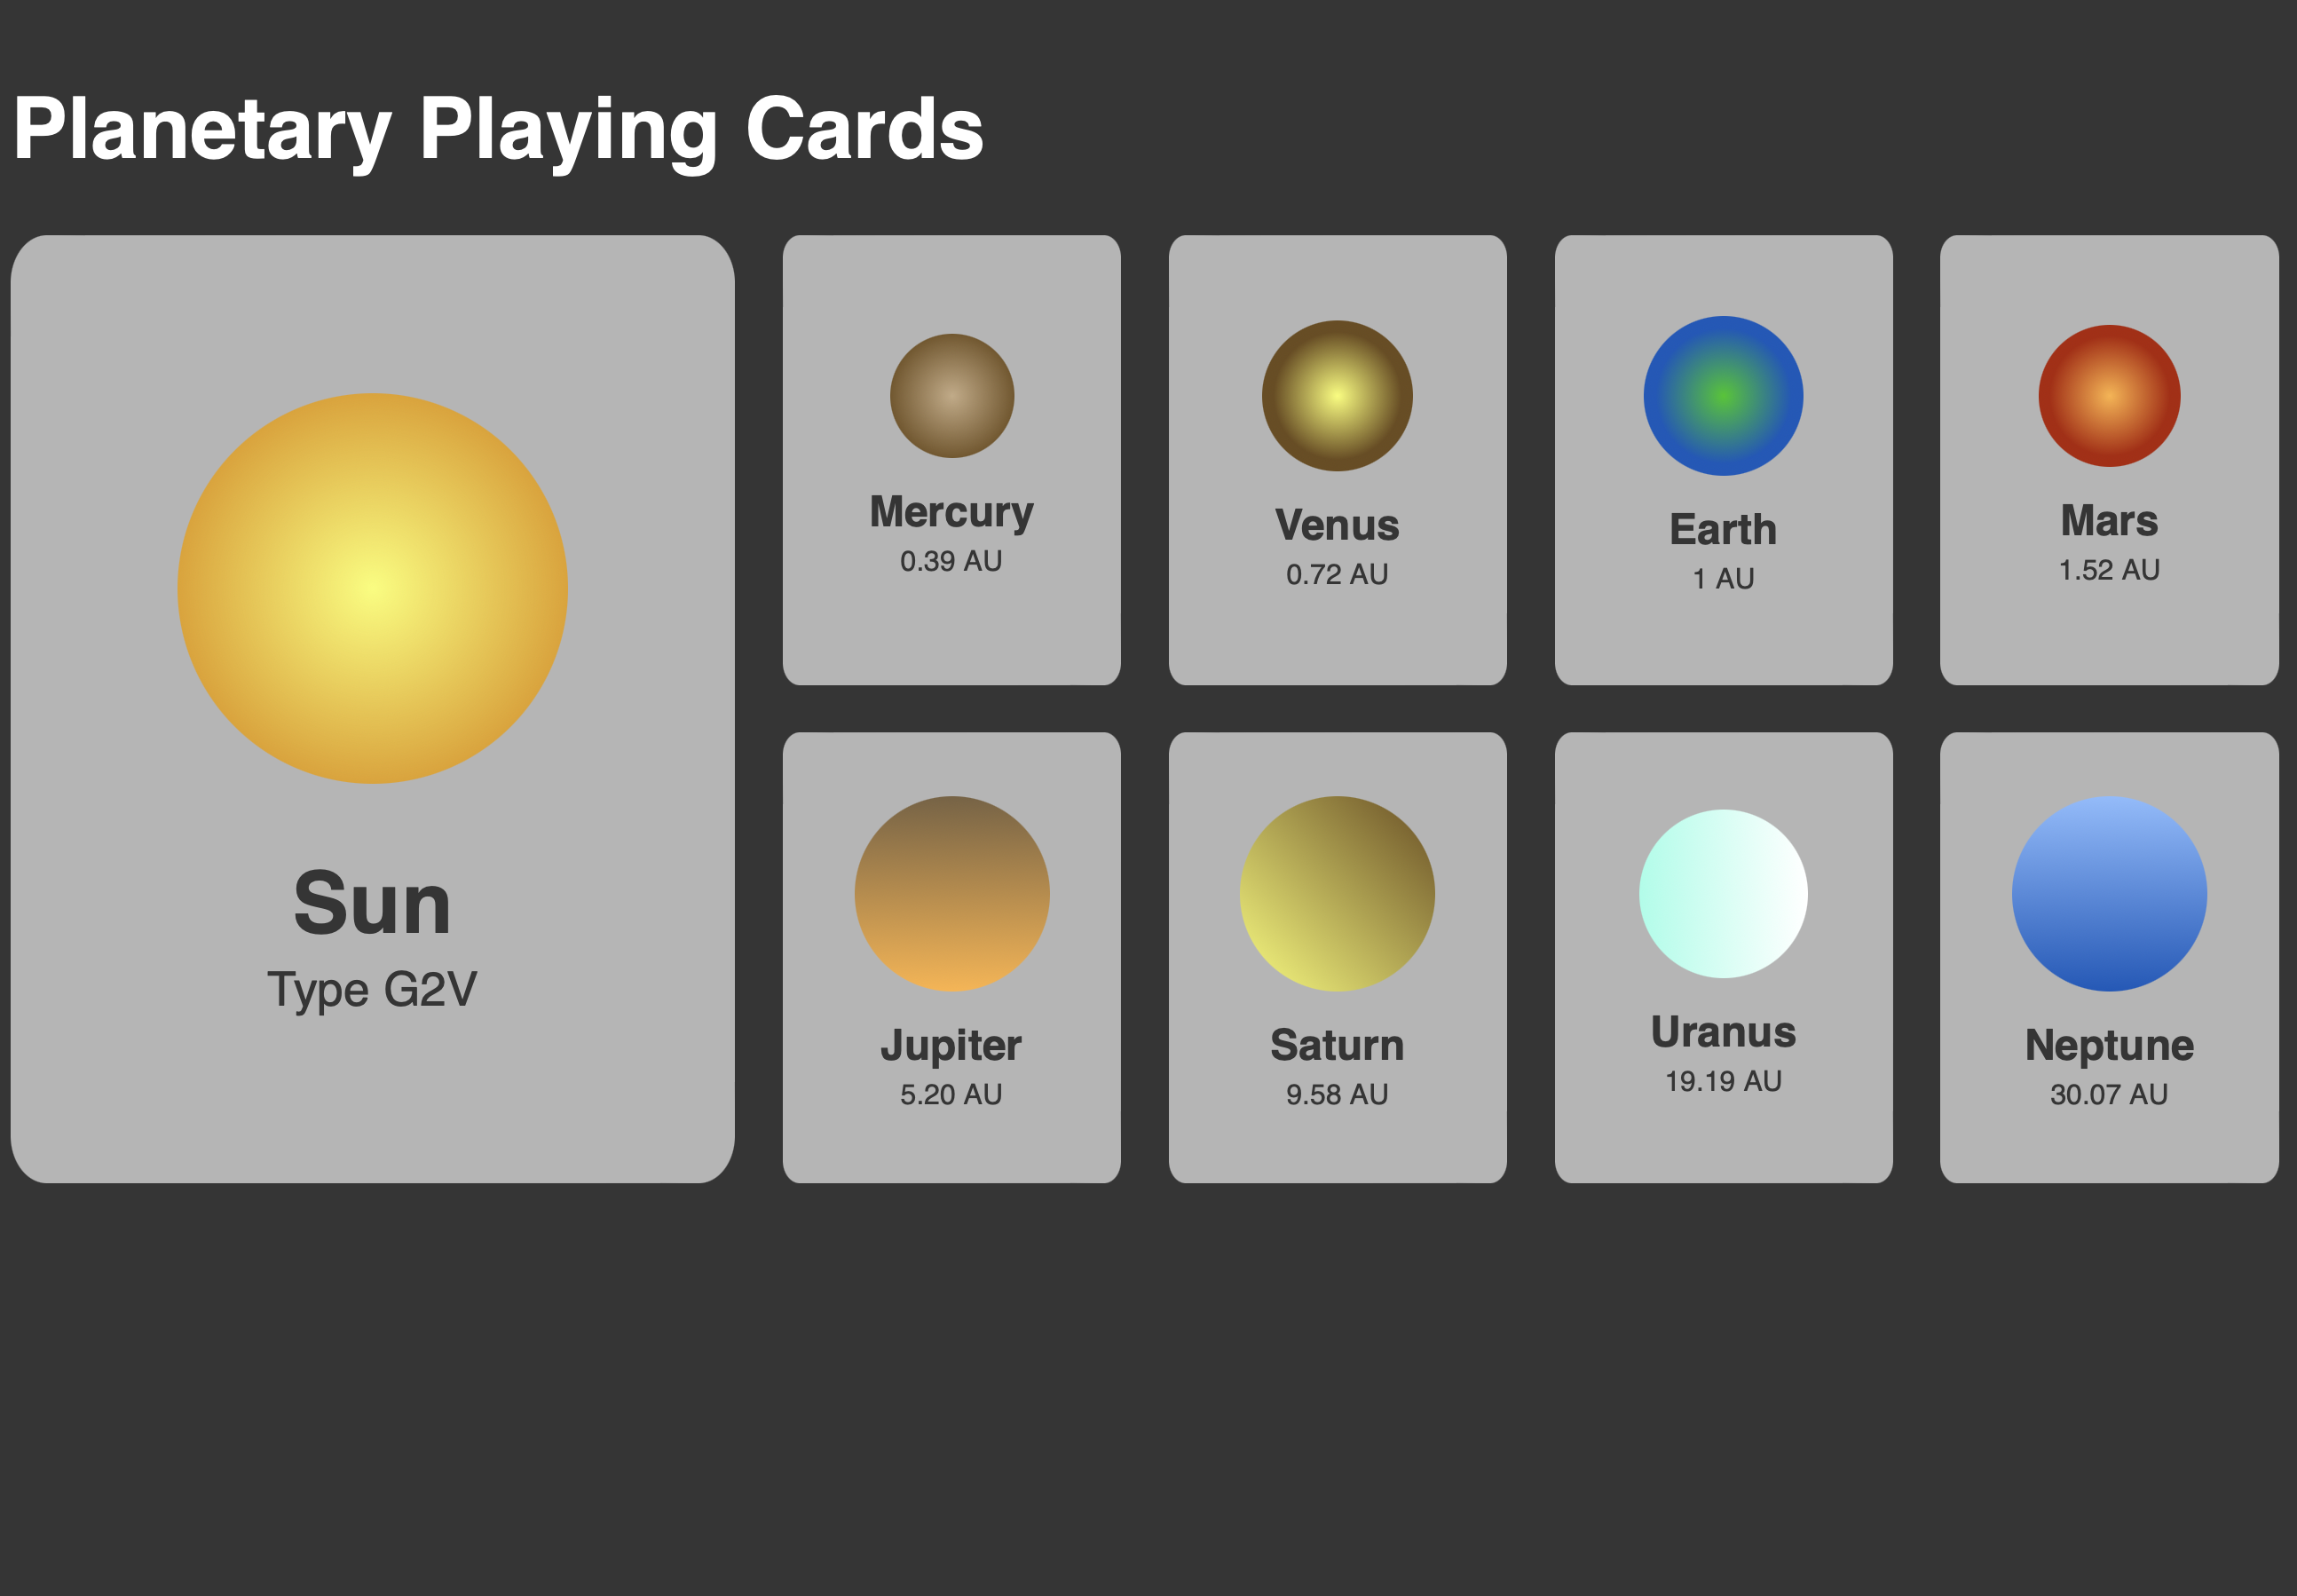 Planetary Playing Cards
Sun
Type G2V
Mercury
0.39 AU
Venus
0.72 AU
Earth
1 AU
Mars
1.52 AU
Jupiter
5.20 AU
Saturn
9.58 AU
Uranus
19.19 AU
Neptune
30.07 AU